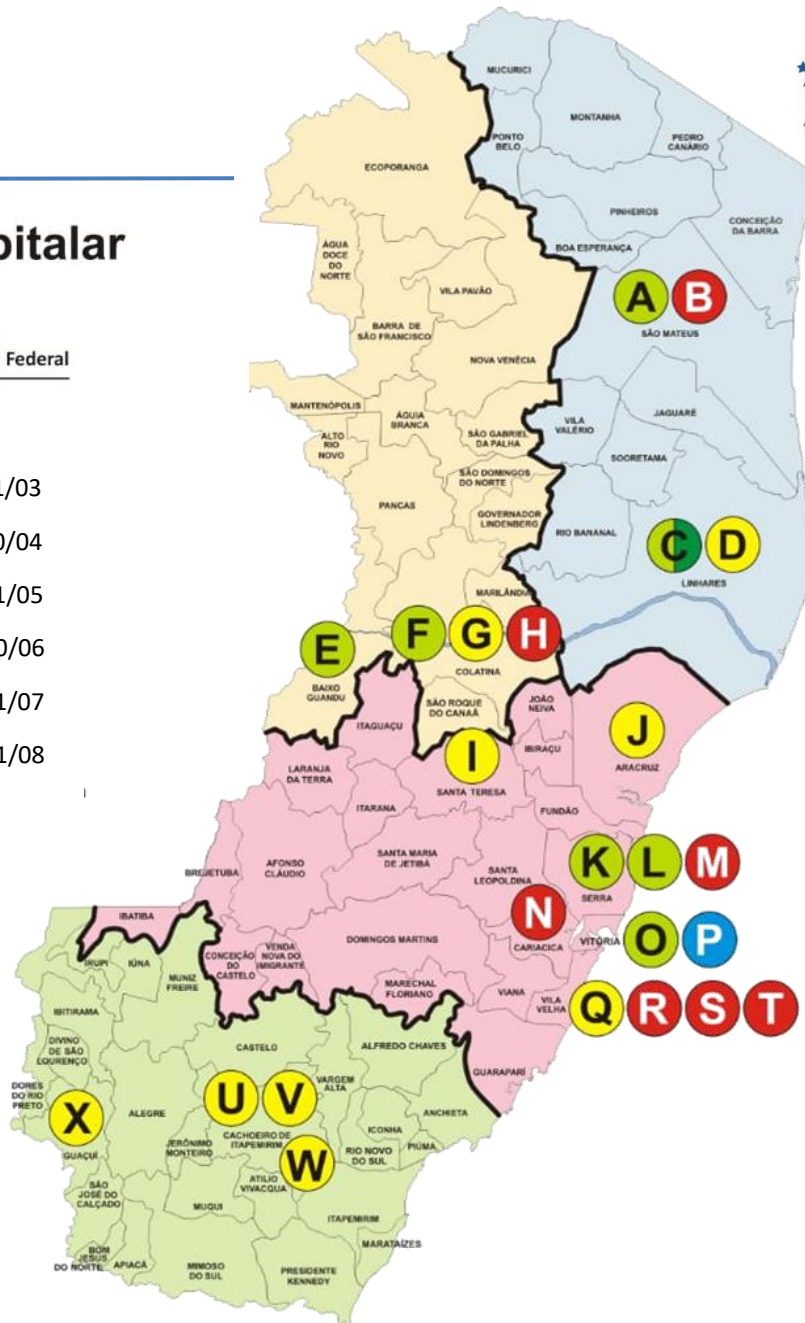 pitalar
Federal
1/03
0/04
1/05
0/06
1/07
1/08
MUCURICI
MONTANHA
PONTO
BELO
PEDRO
CANÁRIO
ECOPORANGA
PINHEIROS
CONCEIÇÃO
DA BARRA
BOA ESPERANÇA
ÁGUA
DOCE
DO
NORTE
VILA PAVÃO
A B
SÃO MATEUS
BARRA DE
SÃO FRANCISCO
NOVA VENÉCIA
MANTENÓPOLIS
ÁGUIA
BRANCA
VILA
VALÉRIO
JAGUARÉ
ALTO
RIO
NOVO
SÃO GABRIEL
DA PALHA
SOORETAMA
SÃO DOMINGOS
DO NORTE
PANCAS
GOVERNADOR
LINDENBERG
RIO BANANAL
C D
LINHARES
MARILÂNDIA
E
BAIXO
GUANDU
F G H
COLATINA
SÃO ROQUE
DO CANAÃ
JOÃO
NEIVA
ITAGUAÇU
I
SANTA TERESA
IBIRAÇU
J
ARACRUZ
LARANJA
DA TERRA
ITARANA
FUNDÃO
SANTA MARIA
DE JETIBÁ
SANTA
LEOPOLDINA
K L M
SERRA
BREJETUBA
AFONSO
CLÁUDIO
N
CARIACICA
IBATIBA
DOMINGOS MARTINS
VITÓRIA
O P
CONCEIÇÃO
DO
CASTELO
VENDA
NOVA DO
IMIGRANTE
IRUPI
IÚNA
MUNIZ
FREIRE
MARECHAL
FLORIANO
VIANA
VILA
VELHA
Q R S T
IBITIRAMA
GUARAPARÍ
DIVINO
DE SÃO
LOURENÇO
CASTELO
ALFREDO CHAVES
DORES
DO RIO
PRETO
X
GUAÇUÍ
ALEGRE
U V
VARGEM
ALTA
CACHOEIRO DE
ITAPEMIRIM
ANCHIETA
ICONHA
JERÔNIMO
MONTEIRO
W
RIO NOVO
DO SUL
PIÚMA
SÃO
JOSÉ DO
CALÇADO
ATILIO
VIVACQUA
MUQUI
ITAPEMIRIM
MARATAÍZES
BOM
JESUS
DO NORTE
APIACÁ
MIMOSO
DO SUL
PRESIDENTE
KENNEDY